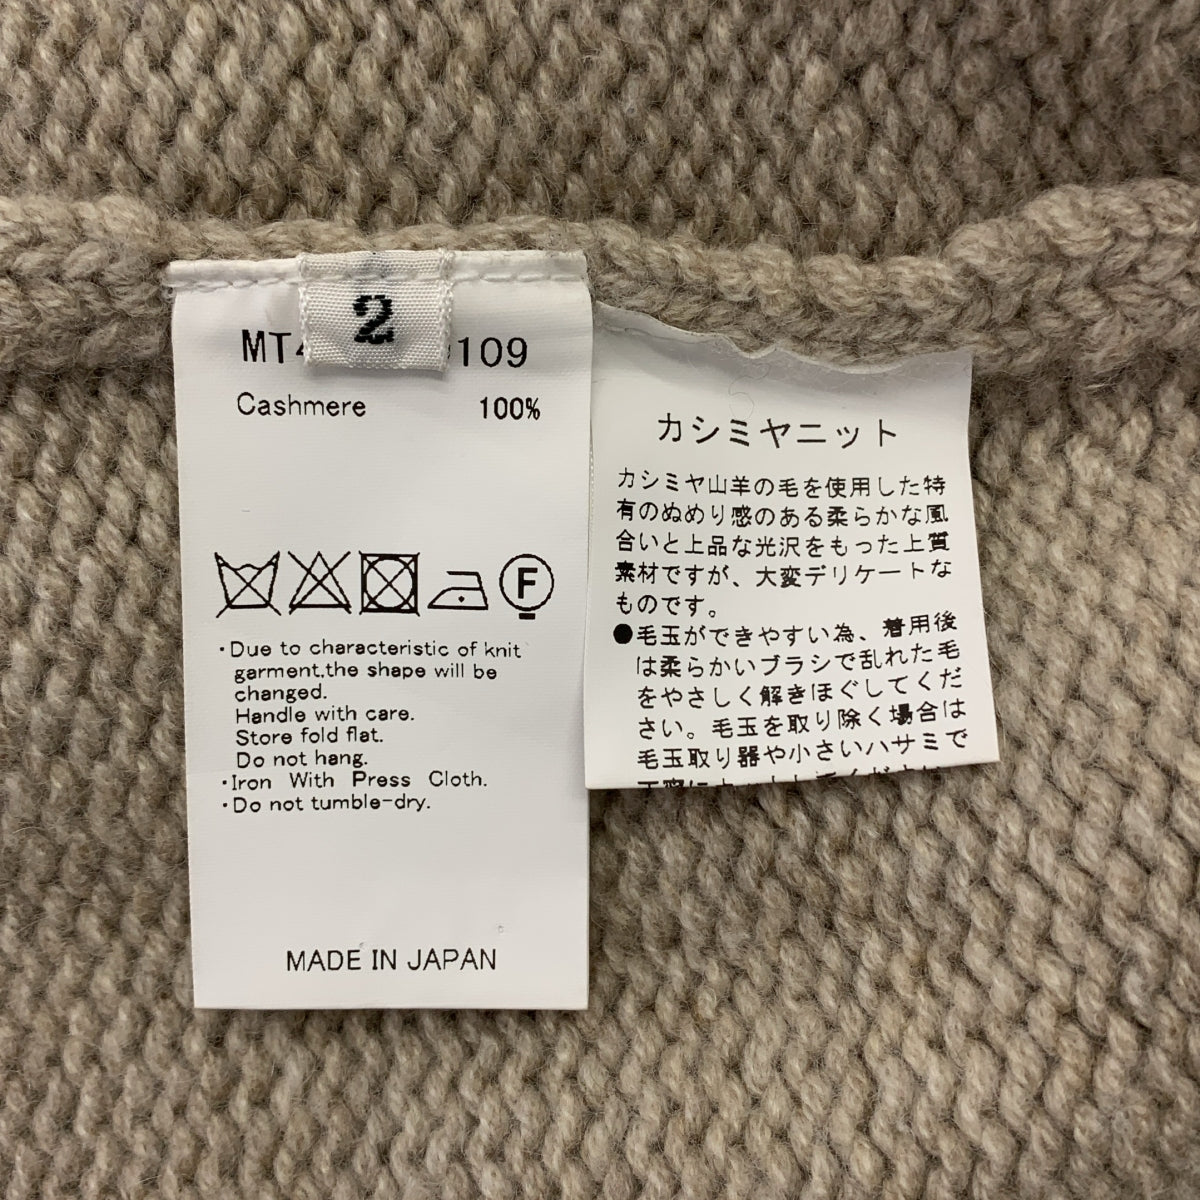 2
109
Cashmere 100%
F
・Due to characteristic of knit
garment,the shape will be
changed.
Handle with care.
Store fold flat.
Do not hang.
・Iron With Press Cloth.
・Do not tumble-dry.
MADE IN JAPAN
カシミヤニット
カシミヤ山羊の毛を使用した特
有のぬめり感のある柔らかな風
合いと上品な光沢をもった上質
素材ですが、大変デリケートな
ものです。
●毛玉ができやすい為、着用後
は柔らかいブラシで乱れた毛
をやさしく解きほぐしてくだ
さい。毛玉を取り除く場合は
毛玉取り器や小さいハサミで